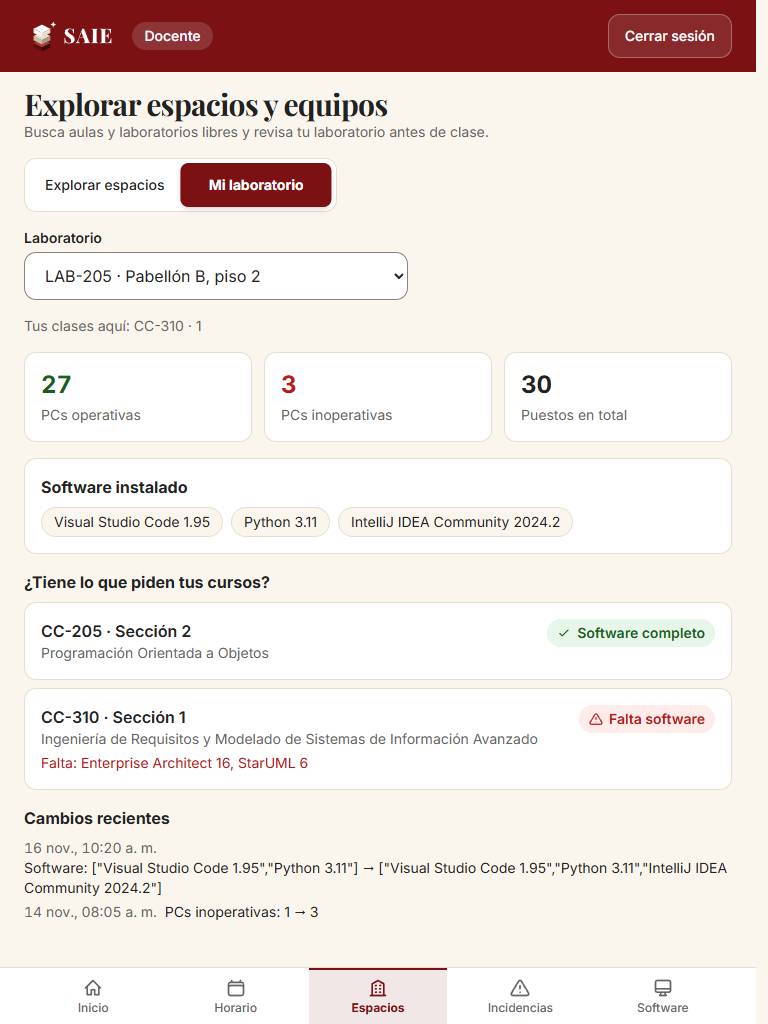 SAIE
Docente
Cerrar sesión
Explorar espacios y equipos
Busca aulas y laboratorios libres y revisa tu laboratorio antes de clase.
Explorar espacios
Mi laboratorio
Laboratorio
LAB-205 · Pabellón B, piso 2
Tus clases aquí: CC-310 · 1
27
PCs operativas
3
PCs inoperativas
30
Puestos en total
Software instalado
Visual Studio Code 1.95
Python 3.11
IntelliJ IDEA Community 2024.2
¿Tiene lo que piden tus cursos?
CC-205 · Sección 2
Software completo
Programación Orientada a Objetos
CC-310 · Sección 1
Falta software
Ingeniería de Requisitos y Modelado de Sistemas de Información Avanzado
Falta: Enterprise Architect 16, StarUML 6
Cambios recientes
16 nov., 10:20 a. m.
Software: ["Visual Studio Code 1.95","Python 3.11"] → ["Visual Studio Code 1.95","Python 3.11","IntelliJ IDEA
Community 2024.2"]
14 nov., 08:05 a. m. PCs inoperativas: 1 → 3
Inicio
Horario
Espacios
Incidencias
Software